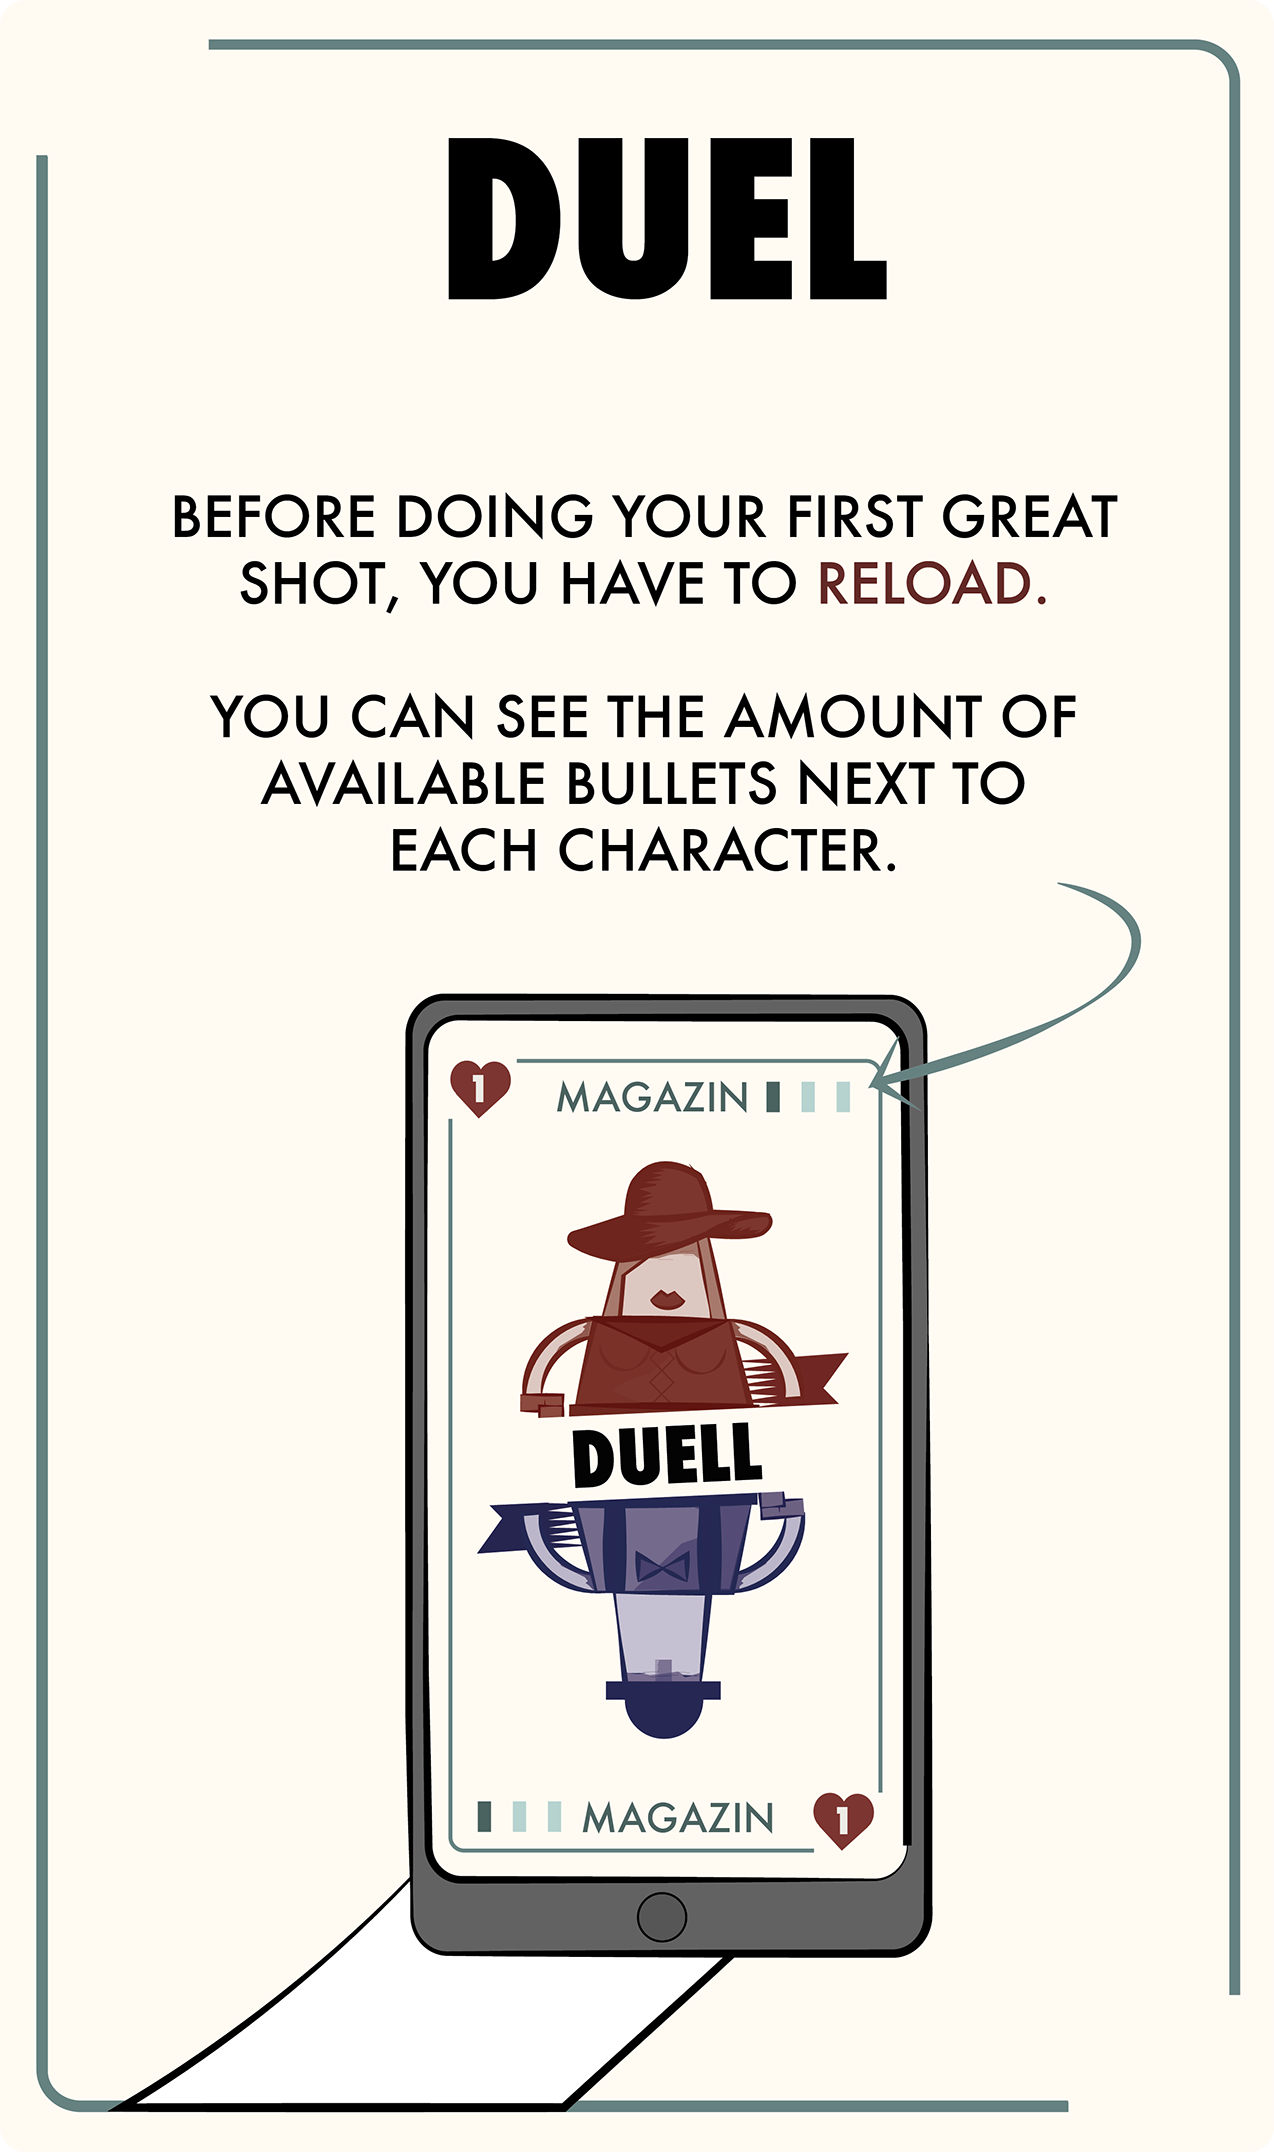 DUEL
BEFORE DOING YOUR FIRST GREAT
SHOT, YOU HAVE TO RELOAD.
YOU CAN SEE THE AMOUNT OF
AVAILABLE BULLETS NEXT TO
EACH CHARACTER.
1
MAGAZIN
DUELL
MAGAZIN
1